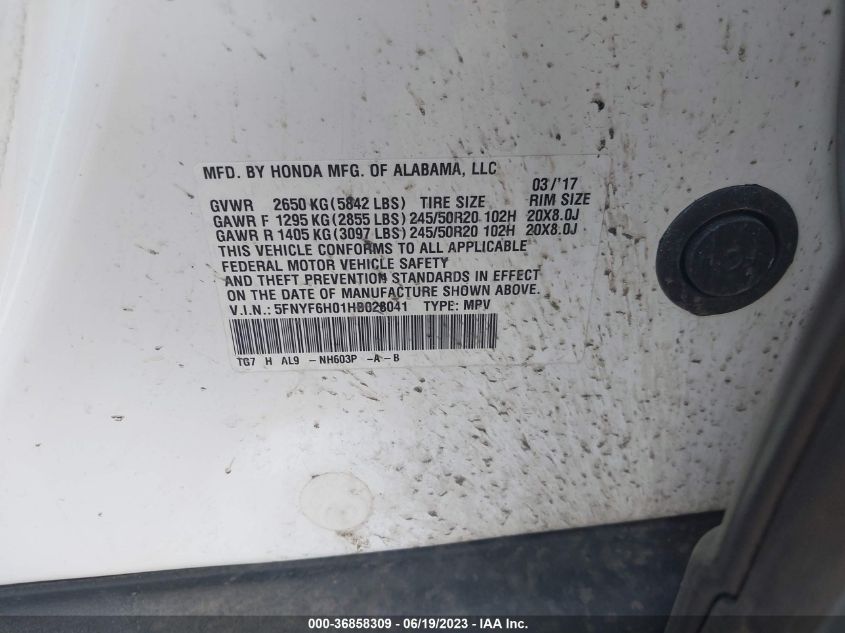 MFD. BY HONDA MFG. OF ALABAMA, LLC
03/'17
GVWR 2650 KG(5842 LBS) TIRE SIZE RIM SIZE
GAWR F 1295 KG(2855 LBS)245/50R20 102H 20X8.0J
GAWR R 1405 KG(3097 LBS)245/50R20 102H 20X8.0J
THIS VEHICLE CONFORMS TO ALL APPLICABLE
FEDERAL MOTOR VEHICLE SAFETY
AND THEFT PREVENTION STANDARDS IN EFFECT
ON THE DATE OF MANUFACTURE SHOWN ABOVE.
V.I.N.: 5FNYF6H01HB028041 TYPE: MPV
TG7 H AL9 -NH603P -A-B
000-36858309 - 06/19/2023 - IAA Inc.